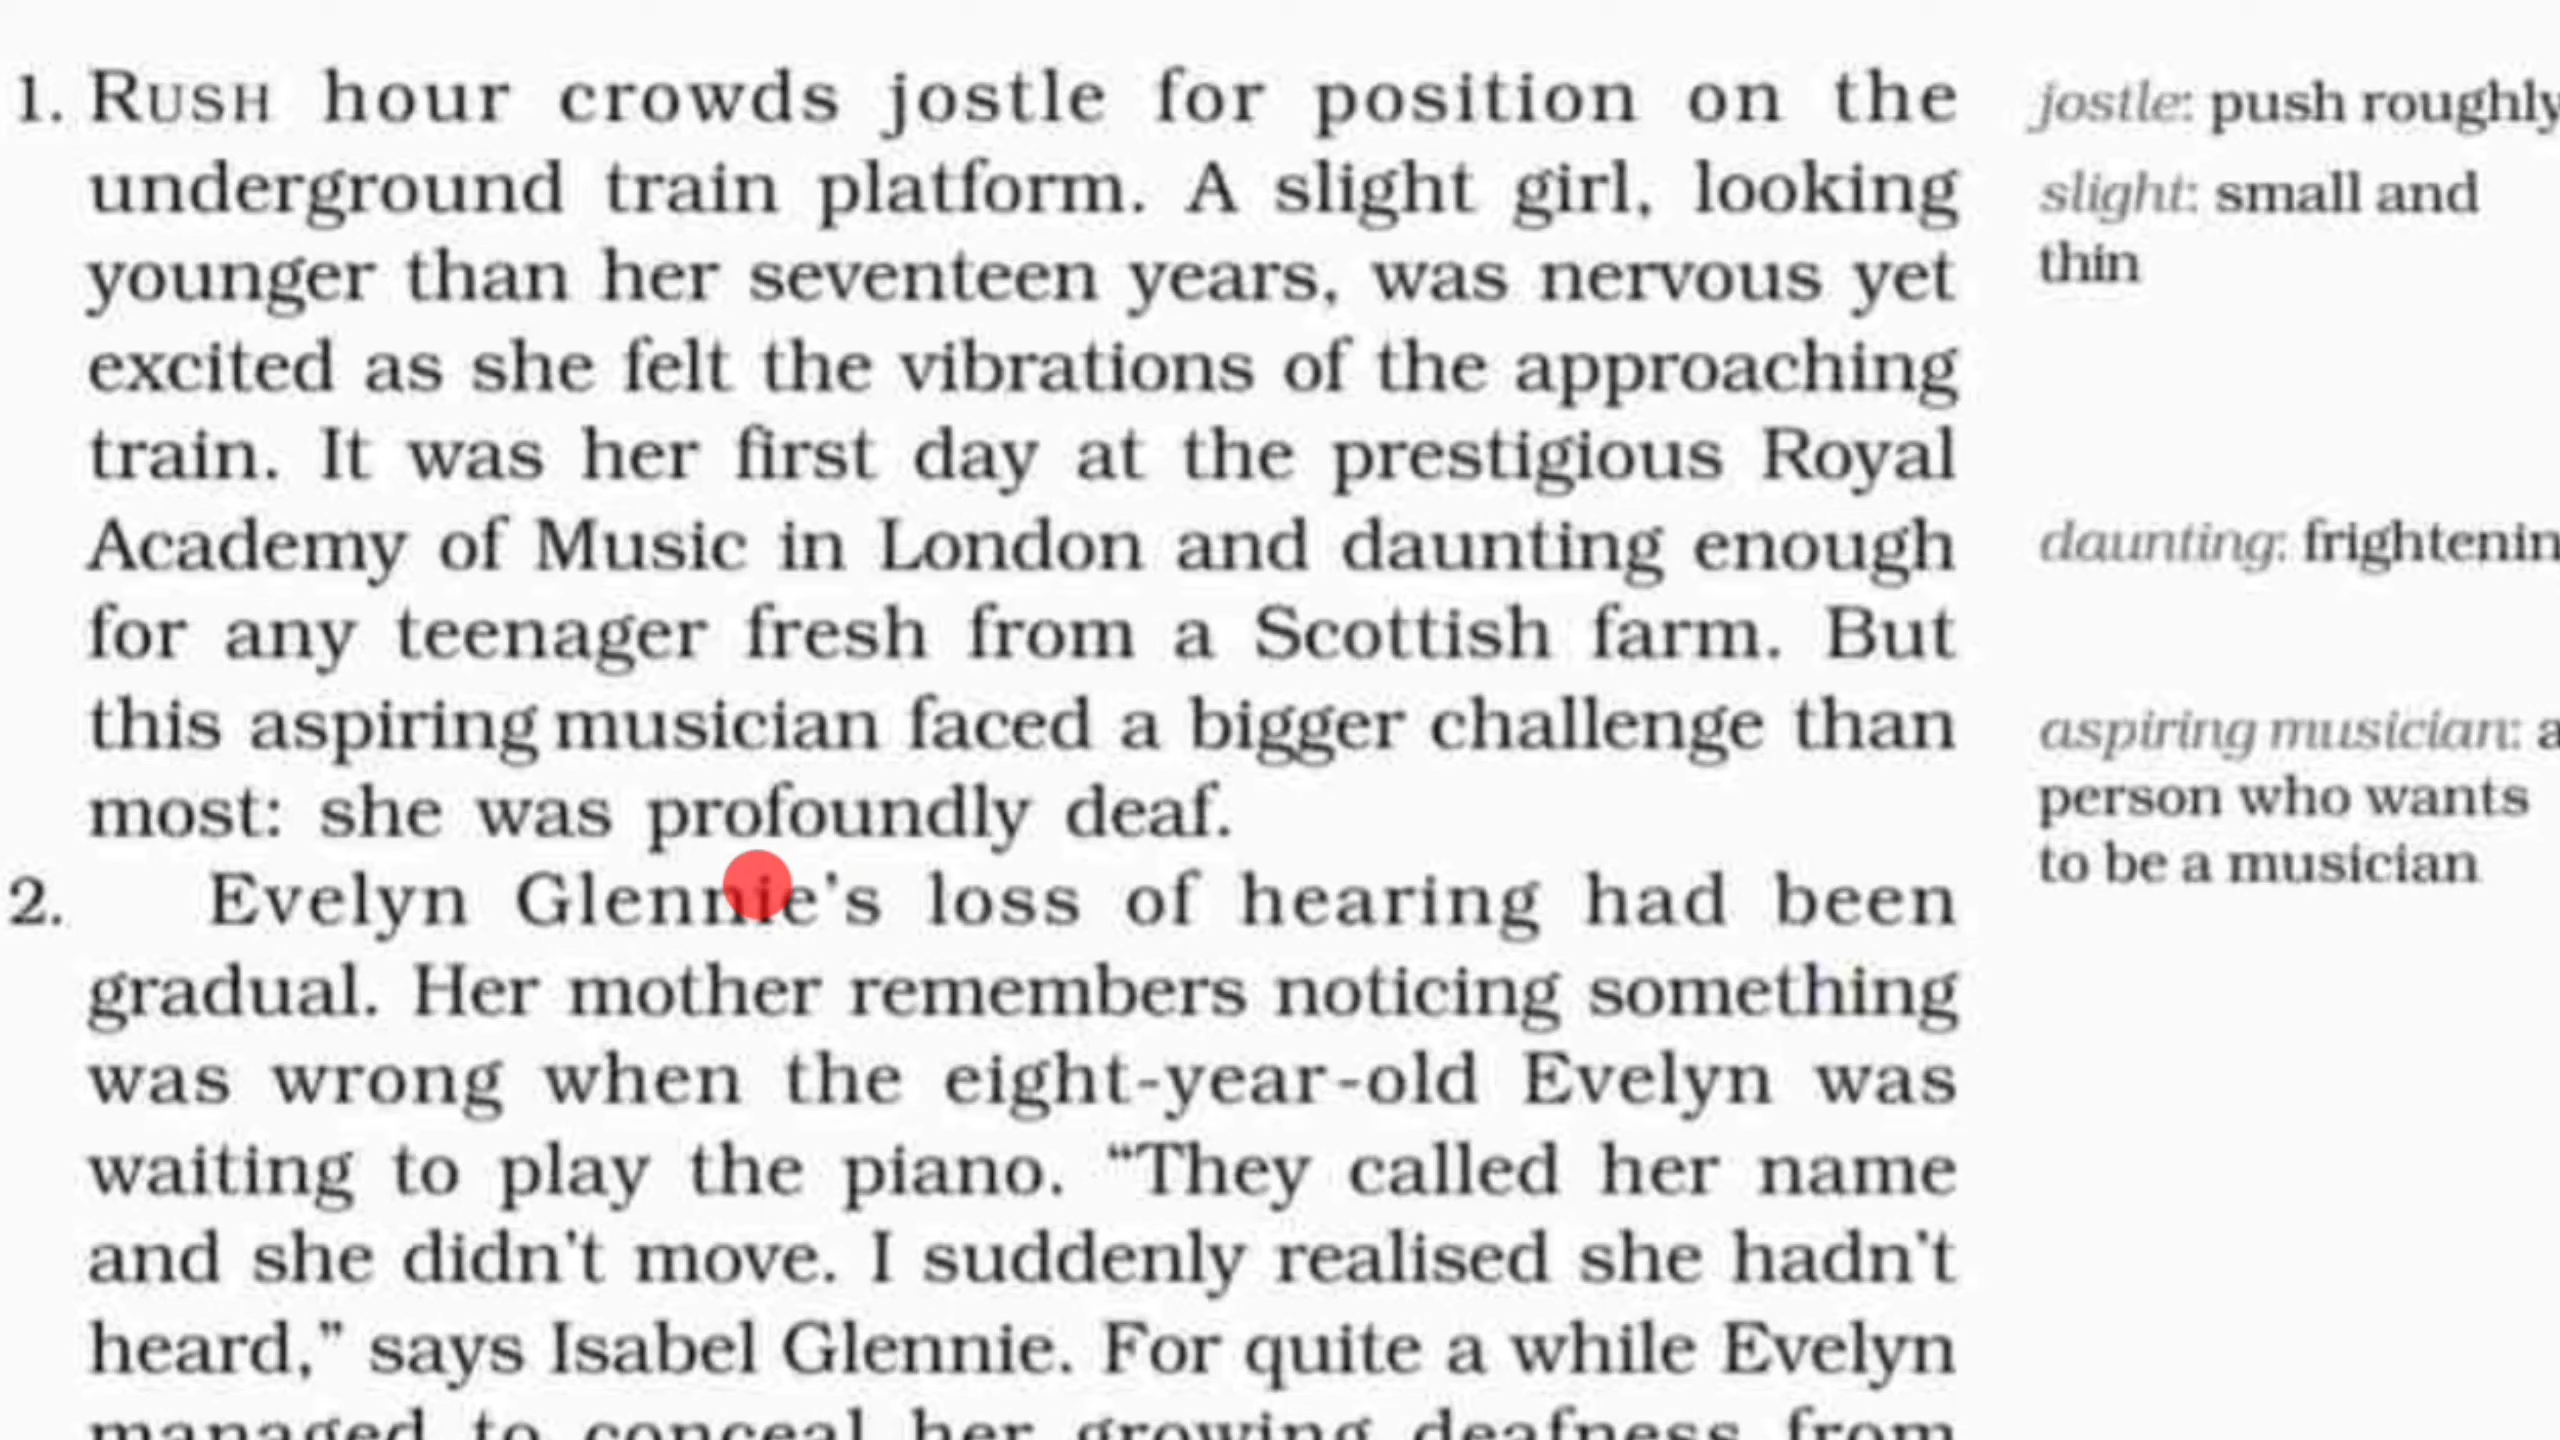 1. RUSH hour crowds jostle for position on the
underground train platform. A slight girl, looking
younger than her seventeen years, was nervous yet
excited as she felt the vibrations of the approaching
train. It was her first day at the prestigious Royal
Academy of Music in London and daunting enough
for any teenager fresh from a Scottish farm. But
this aspiring musician faced a bigger challenge than
most: she was profoundly deaf.
2. Evelyn Glennie's loss of hearing had been
gradual. Her mother remembers noticing something
was wrong when the eight-year-old Evelyn was
waiting to play the piano. “They called her name
and she didn't move. I suddenly realised she hadn't
heard,” says Isabel Glennie. For quite a while Evelyn
managed to conceal her growing deafness from
jostle: push roughly
slight: small and
thin
daunting: frightenin
aspiring musician: a
person who wants
to be a musician